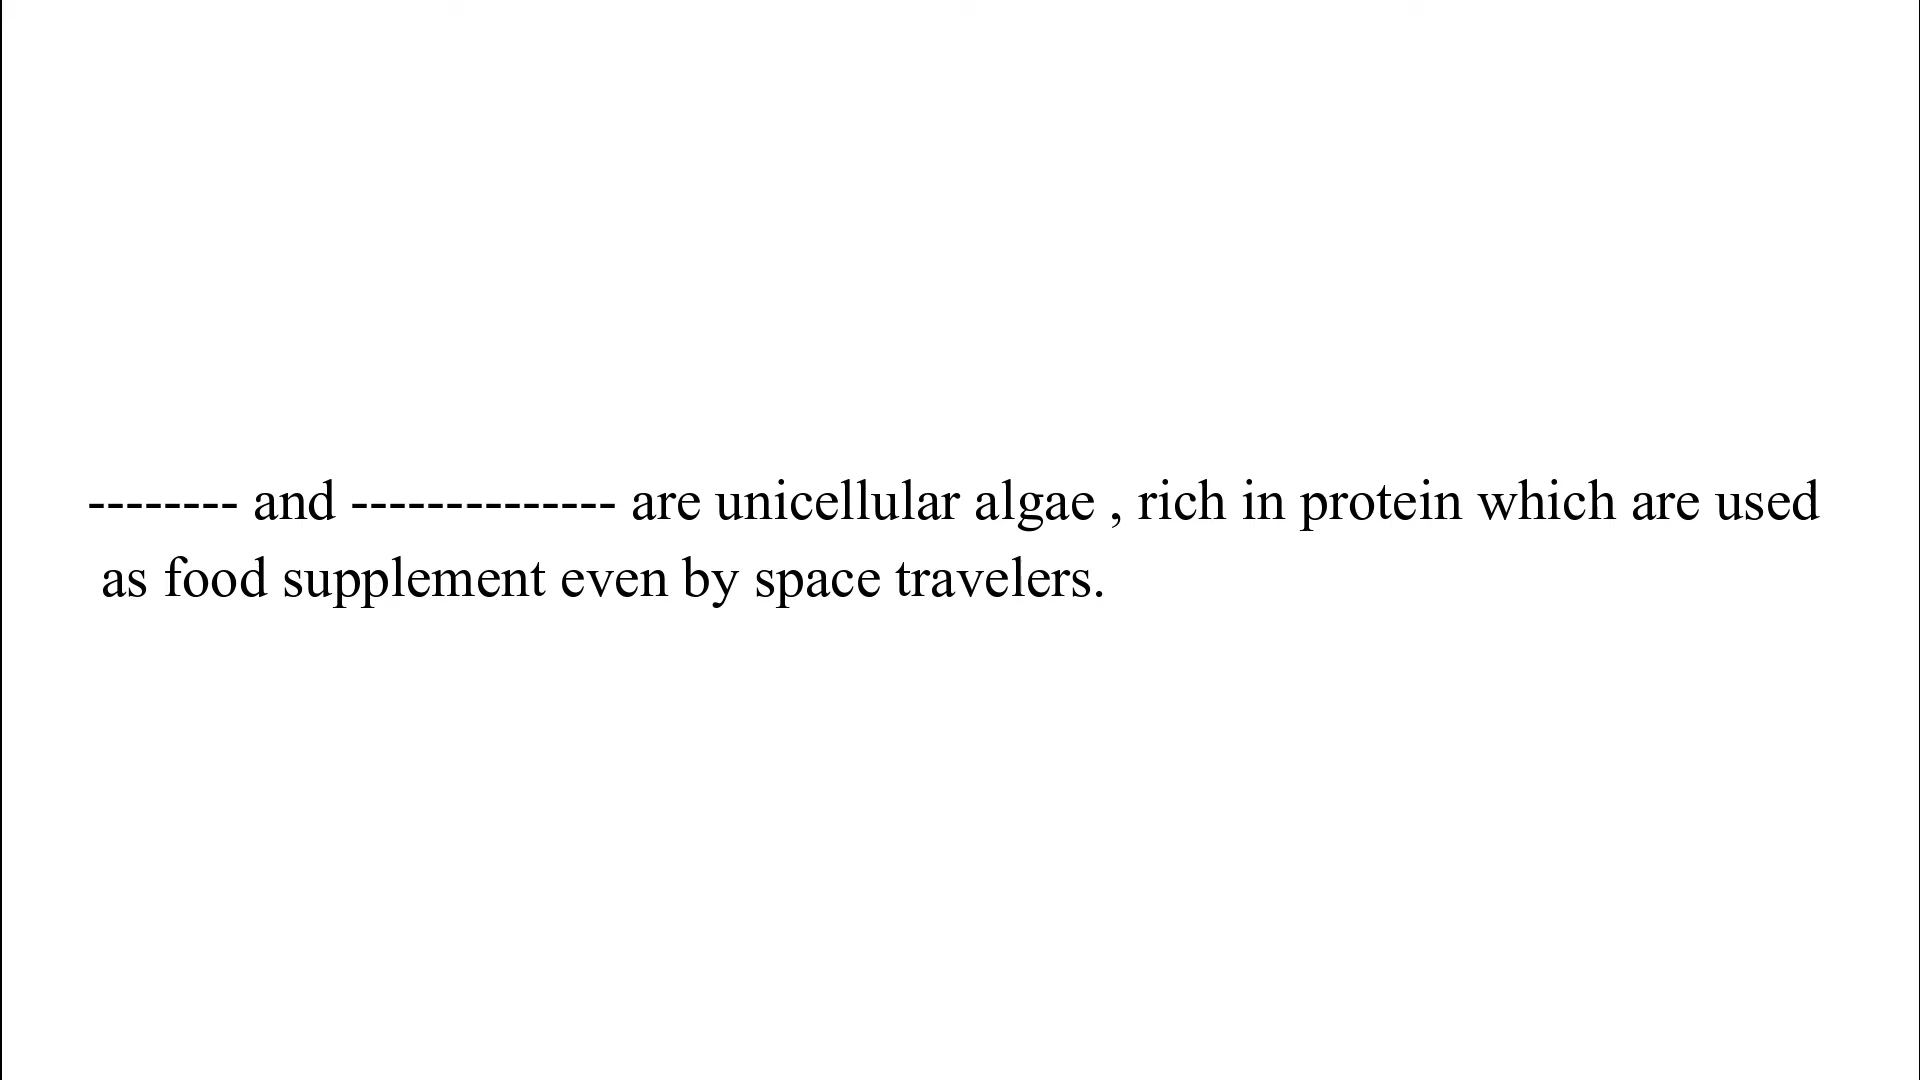 -------- and -------------- are unicellular algae , rich in protein which are used
as food supplement even by space travelers.